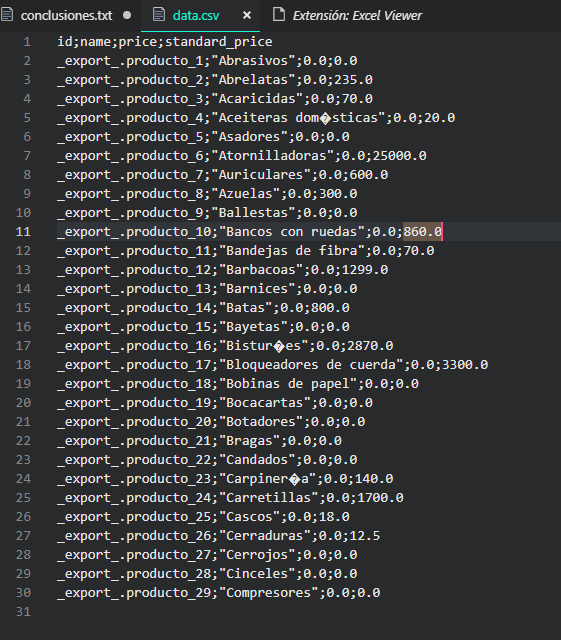 conclusiones.txt data.csv Extensión: Excel Viewer
1 id;name;price;standard_price
2 _export_.producto_1;"Abrasivos";0.0;0.0
3 _export_.producto_2;"Abrelatas";0.0;235.0
4 _export_.producto_3;"Acaricidas";0.0;70.0
5 _export_.producto_4;"Aceiteras dom�sticas";0.0;20.0
6 _export_.producto_5;"Asadores";0.0;0.0
7 _export_.producto_6;"Atornilladoras";0.0;25000.0
8 _export_.producto_7;"Auriculares";0.0;600.0
9 _export_.producto_8;"Azuelas";0.0;300.0
10 _export_.producto_9;"Ballestas";0.0;0.0
11 _export_.producto_10;"Bancos con ruedas";0.0;860.0
12 _export_.producto_11;"Bandejas de fibra";0.0;70.0
13 _export_.producto_12;"Barbacoas";0.0;1299.0
14 _export_.producto_13;"Barnices";0.0;0.0
15 _export_.producto_14;"Batas";0.0;800.0
16 _export_.producto_15;"Bayetas";0.0;0.0
17 _export_.producto_16;"Bistur�es";0.0;2870.0
18 _export_.producto_17;"Bloqueadores de cuerda";0.0;3300.0
19 _export_.producto_18;"Bobinas de papel";0.0;0.0
20 _export_.producto_19;"Bocacartas";0.0;0.0
21 _export_.producto_20;"Botadores";0.0;0.0
22 _export_.producto_21;"Bragas";0.0;0.0
23 _export_.producto_22;"Candados";0.0;0.0
24 _export_.producto_23;"Carpiner�a";0.0;140.0
25 _export_.producto_24;"Carretillas";0.0;1700.0
26 _export_.producto_25;"Cascos";0.0;18.0
27 _export_.producto_26;"Cerraduras";0.0;12.5
28 _export_.producto_27;"Cerrojos";0.0;0.0
29 _export_.producto_28;"Cinceles";0.0;0.0
30 _export_.producto_29;"Compresores";0.0;0.0
31